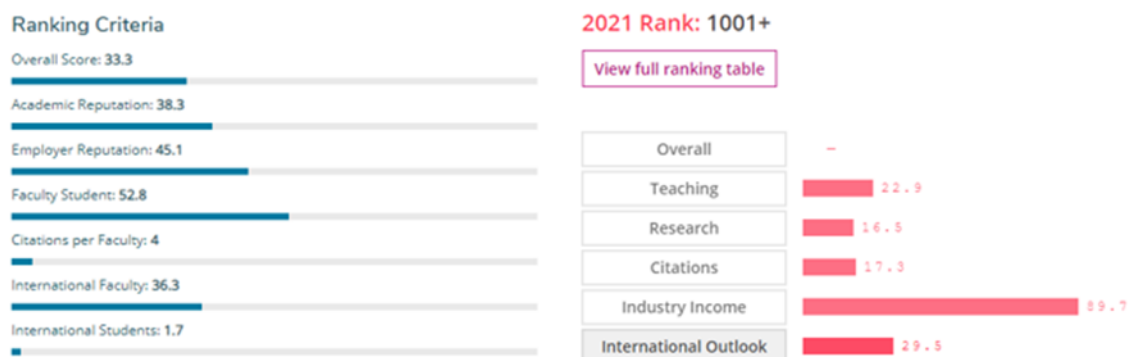 Ranking Criteria
Overall Score: 33.3
Academic Reputation: 38.3
Employer Reputation: 45.1
Faculty Student: 52.8
Citations per Faculty: 4
International Faculty: 36.3
International Students: 1.7
2021 Rank: 1001+
View full ranking table
Overall –
Teaching 22.9
Research 16.5
Citations 17.3
Industry Income 89.7
International Outlook 29.5